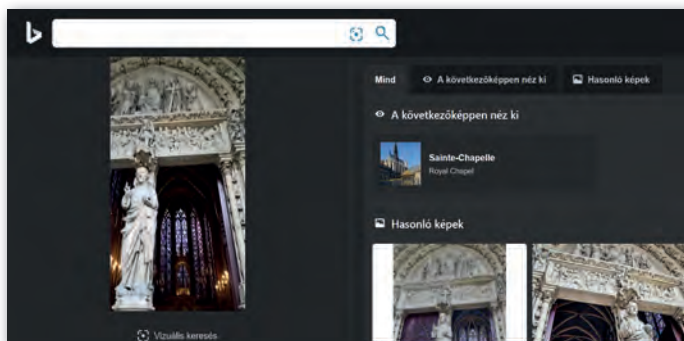 Mind
A következőképpen néz ki
Hasonló képek
A következőképpen néz ki
Sainte-Chapelle
Royal Chapel
Hasonló képek
Vizuális keresés